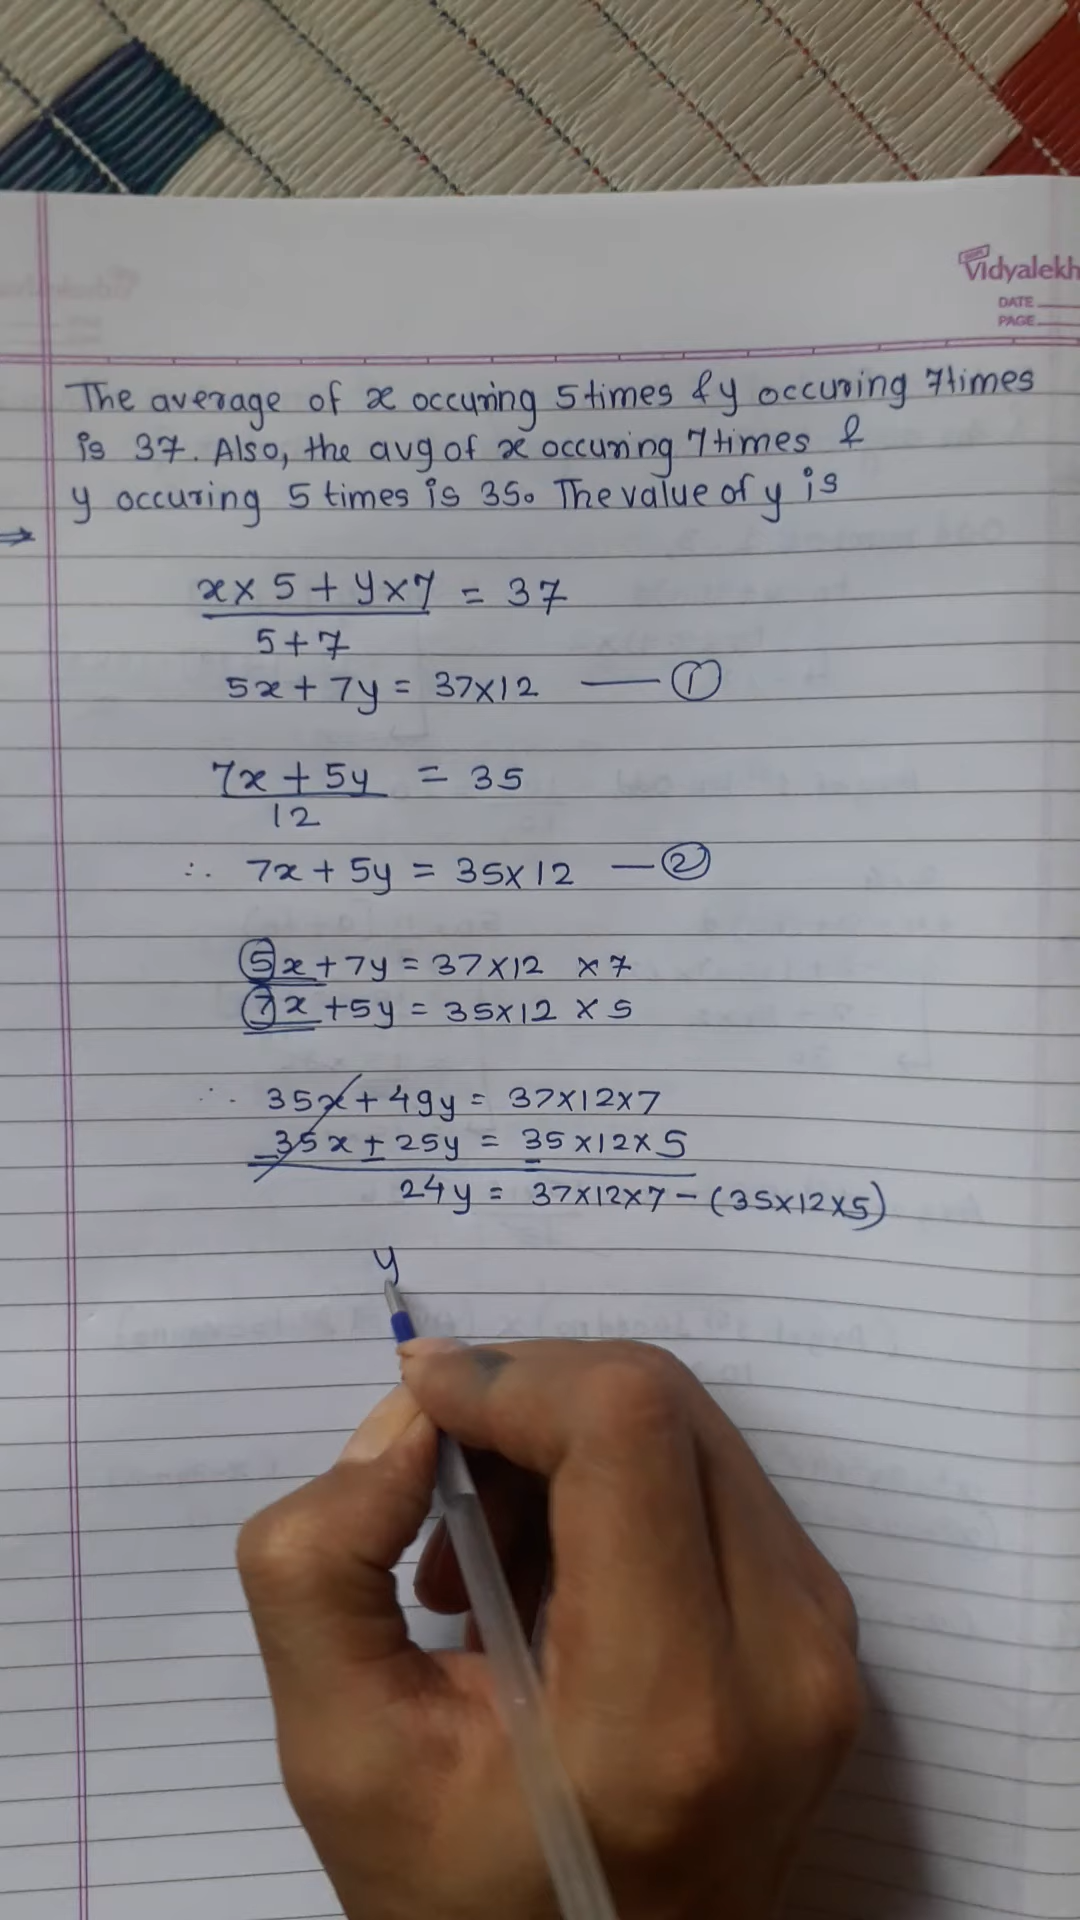 Vidyalekh
DATE
PAGE
The average of x occuring 5 times & y occuring 7 times
is 37. Also, the avg of x occuring 7 times &
y occuring 5 times is 35. The value of y is
⇒
x × 5 + y × 7 = 37
5 + 7
5x + 7y = 37×12 — ①
7x + 5y = 35
12
∴ 7x + 5y = 35×12 — ②
5x + 7y = 37×12 × 7
7x + 5y = 35×12 × 5
∴ 35x + 49y = 37×12×7
- 35x ± 25y = 35×12×5
24y = 37×12×7 - (35×12×5)
y